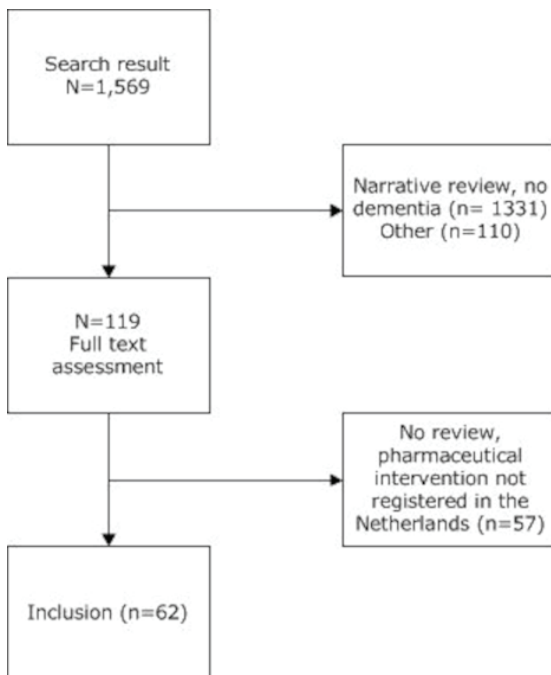 Search result
N=1,569
Narrative review, no
dementia (n= 1331)
Other (n=110)
N=119
Full text
assessment
No review,
pharmaceutical
intervention not
registered in the
Netherlands (n=57)
Inclusion (n=62)